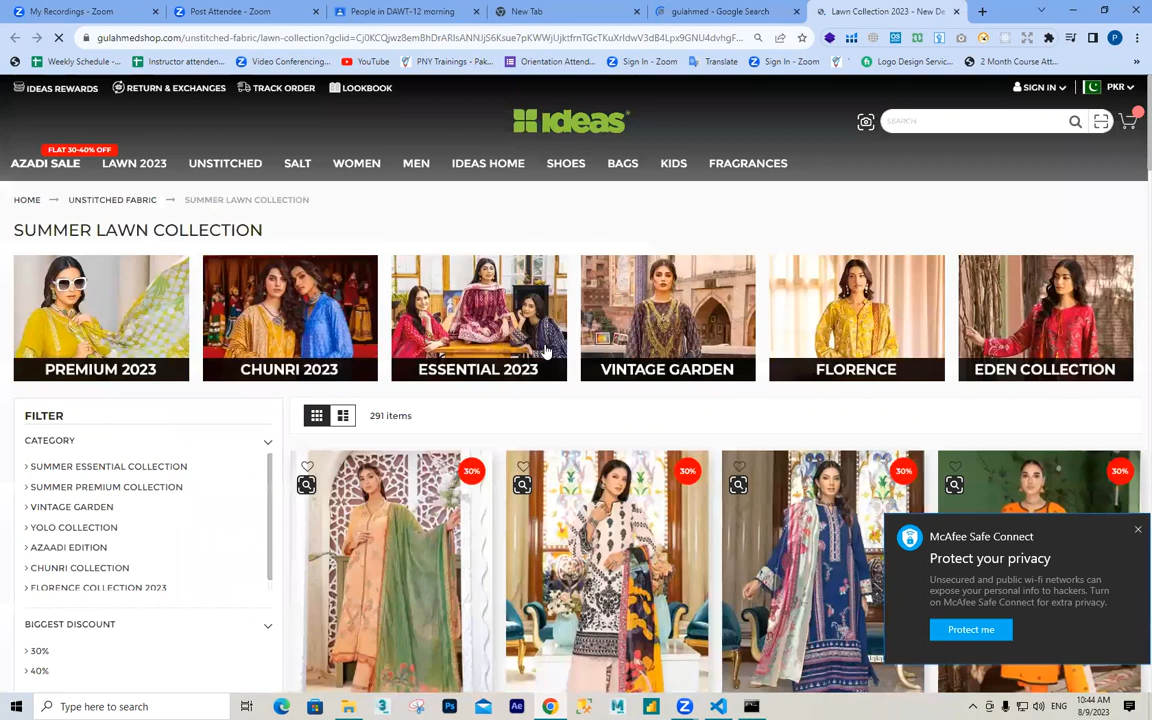 My Recordings - Zoom
Post Attendee - Zoom
People in DAWT-12 morning
New Tab
gulahmed - Google Search
Lawn Collection 2023 - New De
gulahmedshop.com/unstitched-fabric/lawn-collection?gclid=
Weekly Schedule -...
Instructor attenden...
Video Conferencing,...
YouTube
PNY Trainings - Pak...
Orientation Attend...
Sign In - Zoom
Translate
Sign In - Zoom
Logo Design Servic...
2 Month Course Att...
IDEAS REWARDS
RETURN & EXCHANGES
TRACK ORDER
LOOKBOOK
SIGN IN
PKR
ideas
SEARCH
FLAT 30-40% OFF
AZADI SALE
LAWN 2023
UNSTITCHED
SALT
WOMEN
MEN
IDEAS HOME
SHOES
BAGS
KIDS
FRAGRANCES
HOME
UNSTITCHED FABRIC
SUMMER LAWN COLLECTION
SUMMER LAWN COLLECTION
PREMIUM 2023
CHUNRI 2023
ESSENTIAL 2023
VINTAGE GARDEN
FLORENCE
EDEN COLLECTION
FILTER
CATEGORY
SUMMER ESSENTIAL COLLECTION
SUMMER PREMIUM COLLECTION
VINTAGE GARDEN
YOLO COLLECTION
AZAADI EDITION
CHUNRI COLLECTION
FLORENCE COLLECTION 2023
BIGGEST DISCOUNT
30%
40%
291 items
30%
30%
30%
30%
McAfee Safe Connect
Protect your privacy
Unsecured and public wi-fi networks can
expose your personal info to hackers. Turn
on McAfee Safe Connect for extra privacy.
Protect me
Type here to search
ENG
10:44 AM
8/9/2023